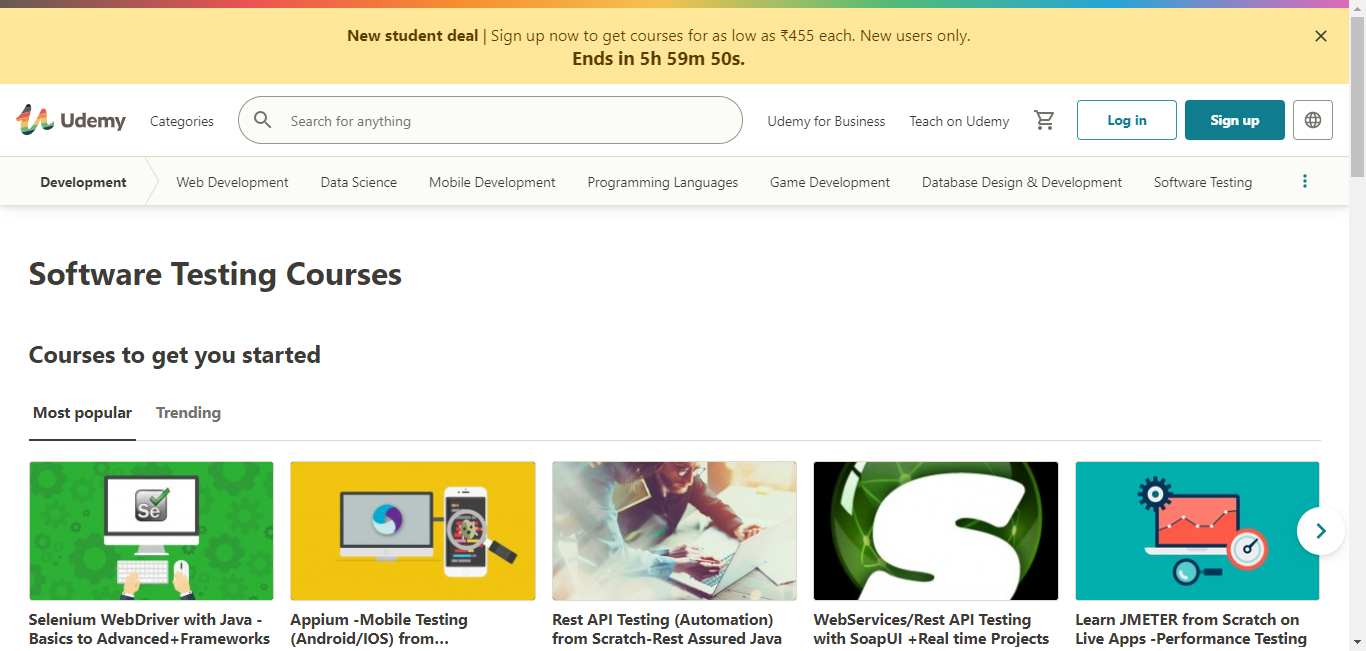 New student deal | Sign up now to get courses for as low as ₹455 each. New users only.
Ends in 5h 59m 50s.
Udemy
Categories
Search for anything
Udemy for Business
Teach on Udemy
Log in
Sign up
Development
Web Development
Data Science
Mobile Development
Programming Languages
Game Development
Database Design & Development
Software Testing
Software Testing Courses
Courses to get you started
Most popular
Trending
Se
S
Selenium WebDriver with Java -
Basics to Advanced+Frameworks
Appium -Mobile Testing
(Android/IOS) from...
Rest API Testing (Automation)
from Scratch-Rest Assured Java
WebServices/Rest API Testing
with SoapUI +Real time Projects
Learn JMETER from Scratch on
Live Apps -Performance Testing